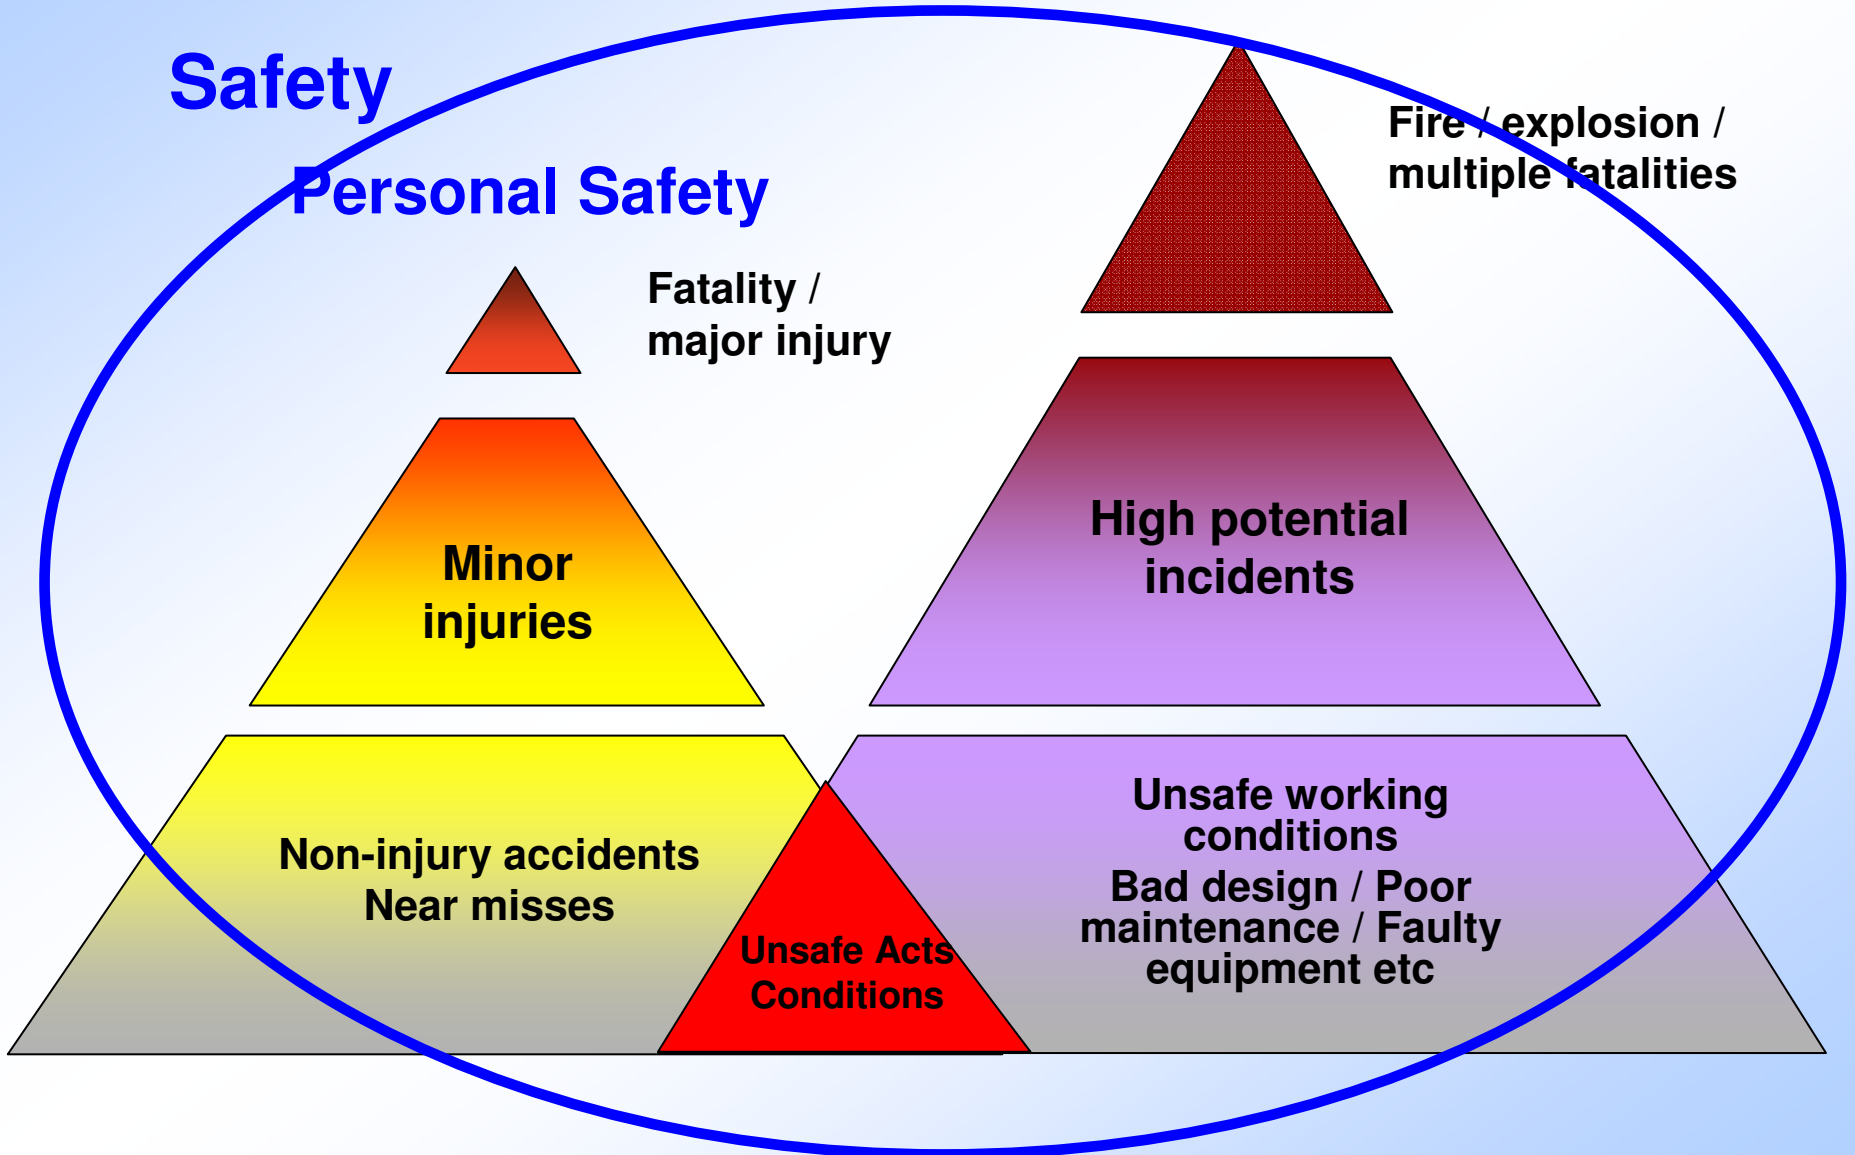 Safety
Personal Safety
Fire / explosion /
multiple fatalities
Fatality /
major injury
High potential
incidents
Minor
injuries
Unsafe working
conditions
Bad design / Poor
maintenance / Faulty
equipment etc
Non-injury accidents
Near misses
Unsafe Acts
Conditions